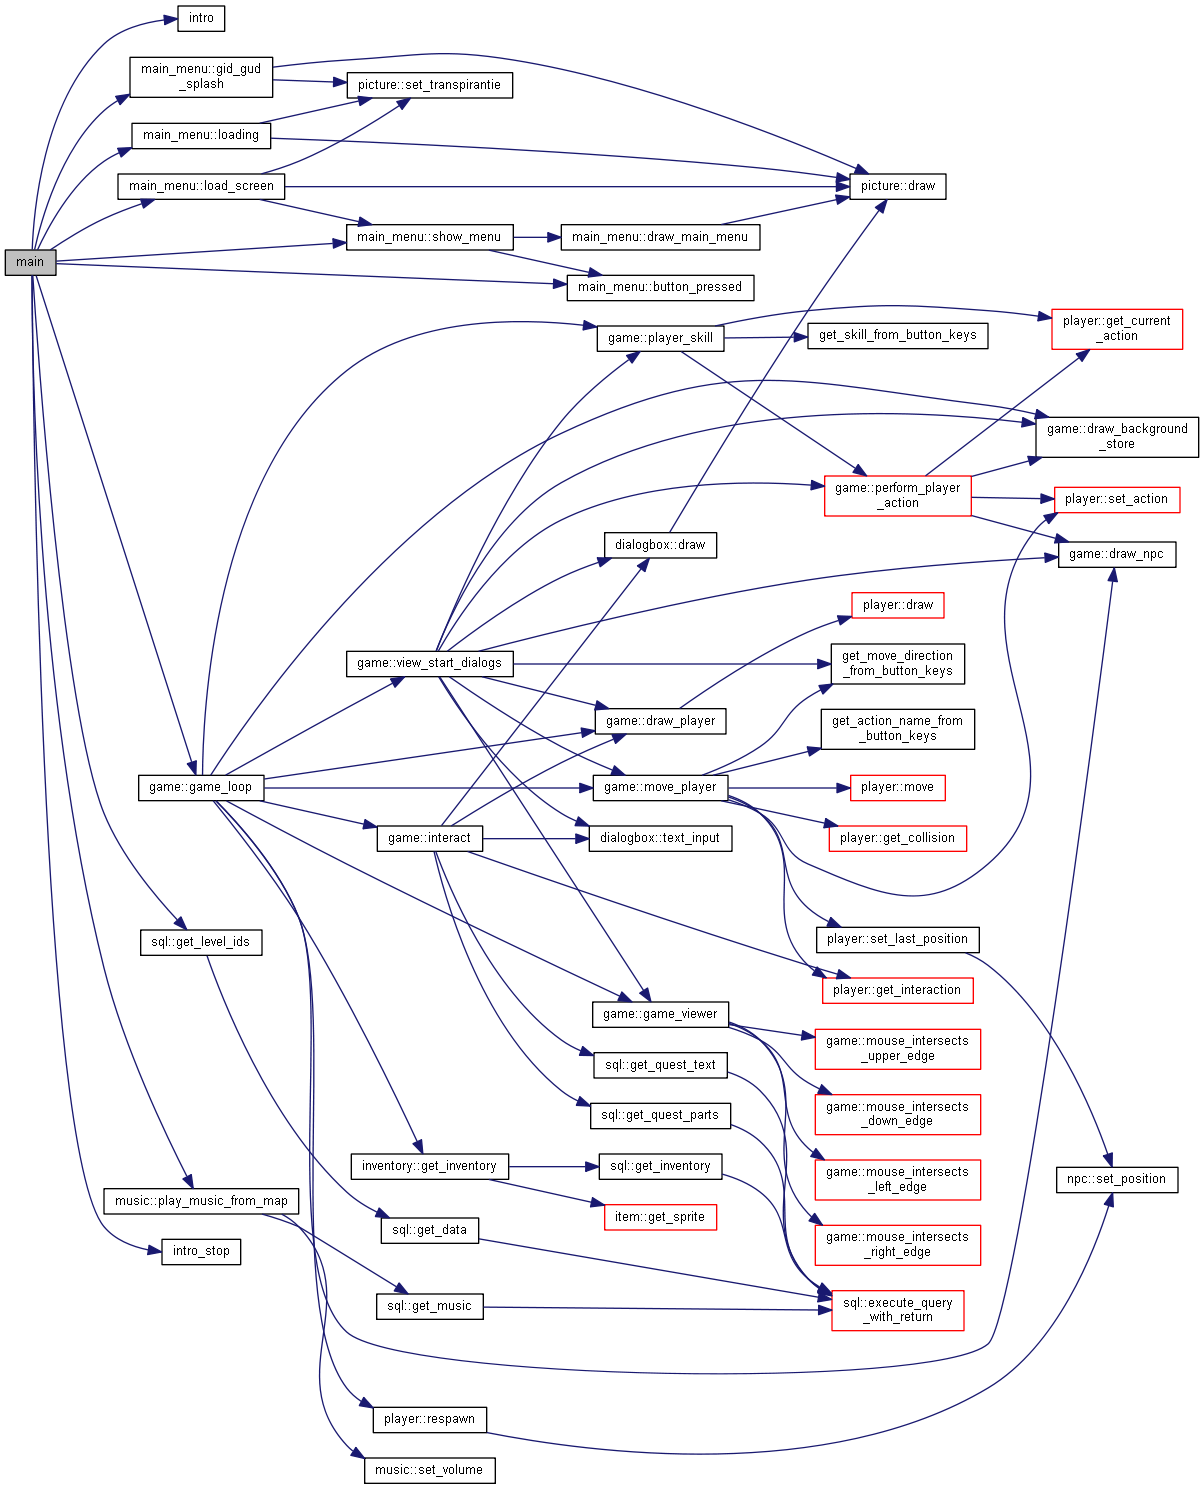 intro
main_menu::gid_gud
_splash
picture::set_transpirantie
main_menu::loading
main_menu::load_screen
picture::draw
main_menu::show_menu
main_menu::draw_main_menu
main
main_menu::button_pressed
game::player_skill
get_skill_from_button_keys
player::get_current
_action
game::draw_background
_store
game::perform_player
_action
player::set_action
dialogbox::draw
game::draw_npc
player::draw
game::view_start_dialogs
get_move_direction
_from_button_keys
game::draw_player
get_action_name_from
_button_keys
game::game_loop
game::move_player
player::move
game::interact
dialogbox::text_input
player::get_collision
sql::get_level_ids
player::set_last_position
player::get_interaction
game::game_viewer
game::mouse_intersects
_upper_edge
sql::get_quest_text
sql::get_quest_parts
game::mouse_intersects
_down_edge
inventory::get_inventory
sql::get_inventory
game::mouse_intersects
_left_edge
npc::set_position
music::play_music_from_map
item::get_sprite
sql::get_data
game::mouse_intersects
_right_edge
intro_stop
sql::get_music
sql::execute_query
_with_return
player::respawn
music::set_volume